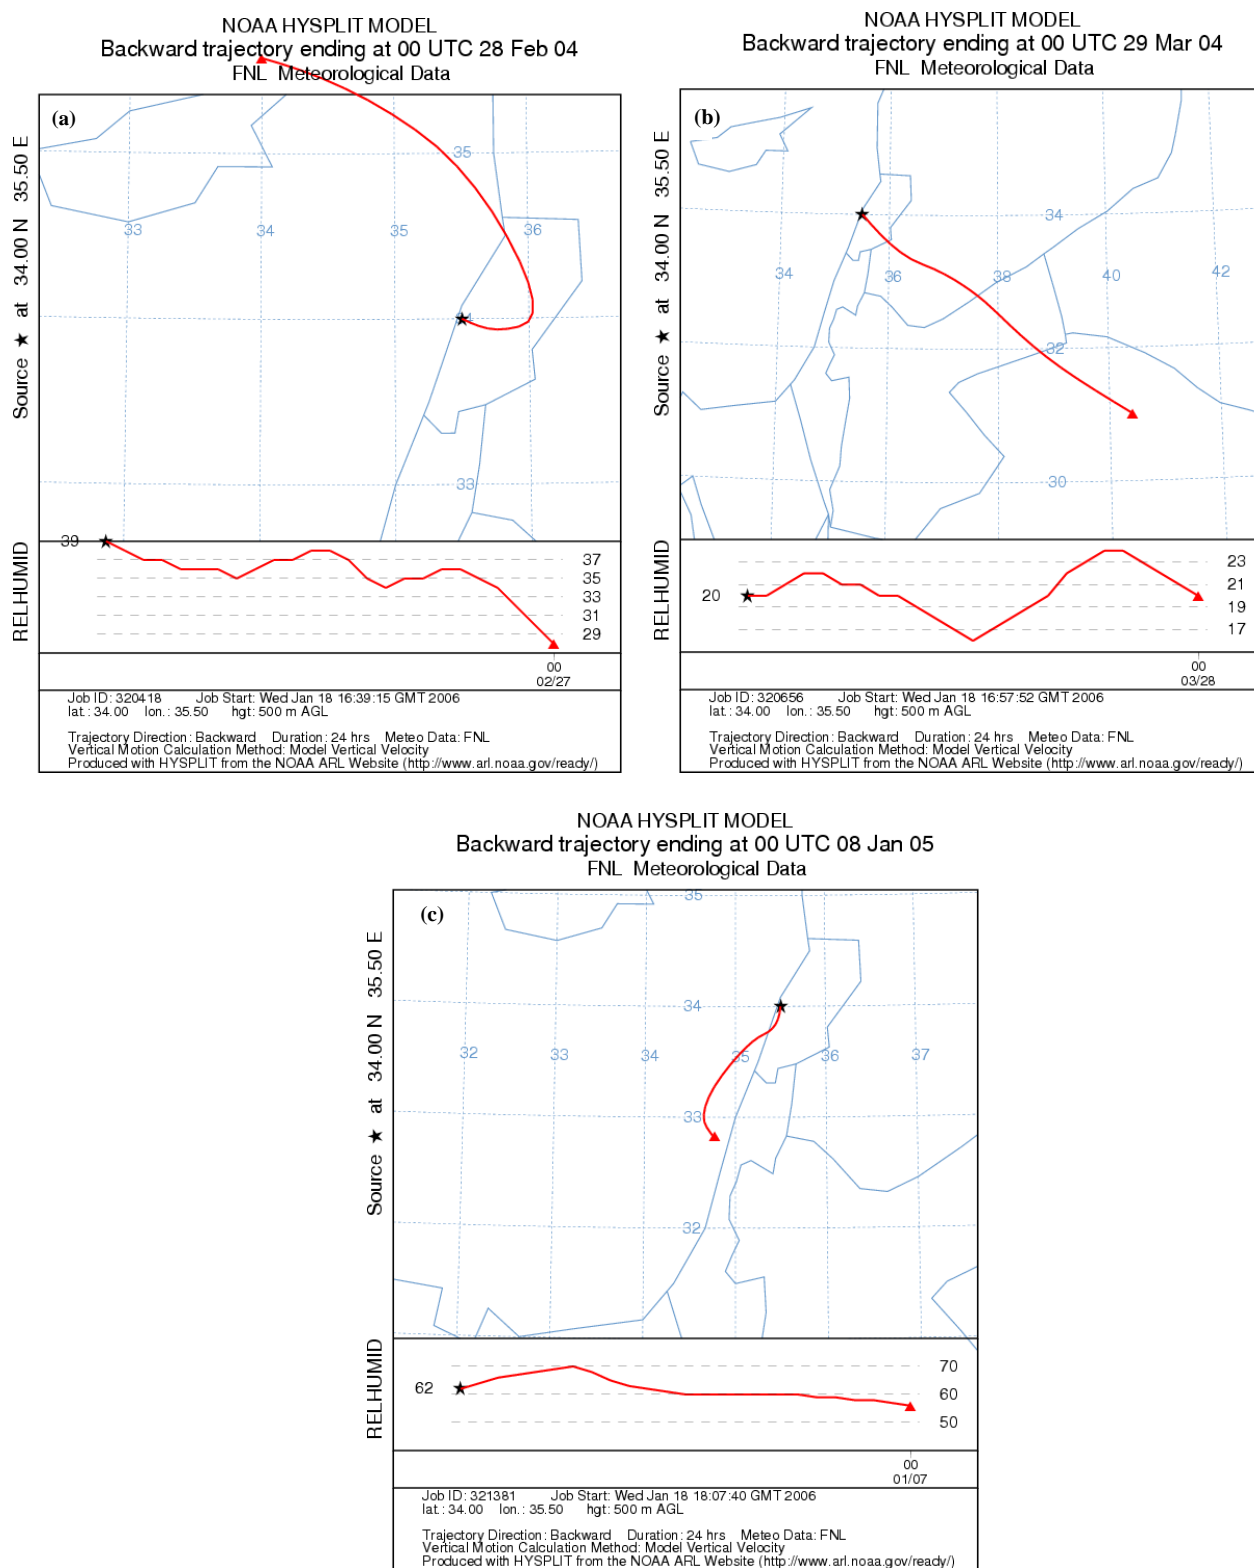 NOAA HYSPLIT MODEL
Backward trajectory ending at 00 UTC 28 Feb 04
FNL Meteorological Data
(a)
Source ★ at 34.00 N 35.50 E
35
33
34
35
36
34
33
39
RELHUMID
37
35
33
31
29
00
02/27
Job ID: 320418 Job Start: Wed Jan 18 16:39:15 GMT 2006
lat.: 34.00 lon.: 35.50 hgt: 500 m AGL
Trajectory Direction: Backward Duration: 24 hrs Meteo Data: FNL
Vertical Motion Calculation Method: Model Vertical Velocity
Produced with HYSPLIT from the NOAA ARL Website (http://www.arl.noaa.gov/ready/)
NOAA HYSPLIT MODEL
Backward trajectory ending at 00 UTC 29 Mar 04
FNL Meteorological Data
(b)
Source ★ at 34.00 N 35.50 E
34
34
36
38
40
42
32
30
20
RELHUMID
23
21
19
17
00
03/28
Job ID: 320656 Job Start: Wed Jan 18 16:57:52 GMT 2006
lat.: 34.00 lon.: 35.50 hgt: 500 m AGL
Trajectory Direction: Backward Duration: 24 hrs Meteo Data: FNL
Vertical Motion Calculation Method: Model Vertical Velocity
Produced with HYSPLIT from the NOAA ARL Website (http://www.arl.noaa.gov/ready/)
NOAA HYSPLIT MODEL
Backward trajectory ending at 00 UTC 08 Jan 05
FNL Meteorological Data
(c)
Source ★ at 34.00 N 35.50 E
35
34
32
33
34
35
36
37
33
32
62
RELHUMID
70
60
50
00
01/07
Job ID: 321381 Job Start: Wed Jan 18 18:07:40 GMT 2006
lat.: 34.00 lon.: 35.50 hgt: 500 m AGL
Trajectory Direction: Backward Duration: 24 hrs Meteo Data: FNL
Vertical Motion Calculation Method: Model Vertical Velocity
Produced with HYSPLIT from the NOAA ARL Website (http://www.arl.noaa.gov/ready/)